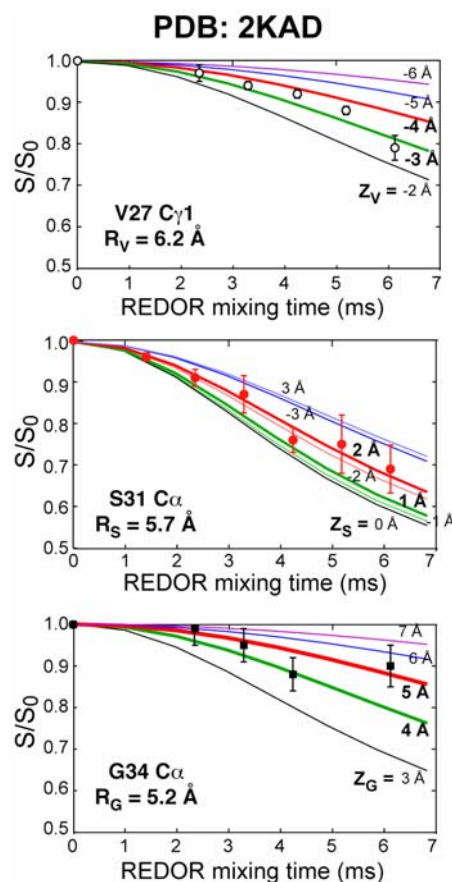 PDB: 2KAD
1.0
0.9
0.8
0.7
0.6
0.5
S/S0
-6 Å
-5 Å
-4 Å
-3 Å
ZV = -2 Å
V27 Cγ1
RV = 6.2 Å
0 1 2 3 4 5 6 7
REDOR mixing time (ms)
1.0
0.9
0.8
0.7
0.6
0.5
S/S0
3 Å
-3 Å
2 Å
-2 Å
1 Å
-1 Å
ZS = 0 Å
S31 Cα
RS = 5.7 Å
0 1 2 3 4 5 6 7
REDOR mixing time (ms)
1.0
0.9
0.8
0.7
0.6
0.5
S/S0
7 Å
6 Å
5 Å
4 Å
ZG = 3 Å
G34 Cα
RG = 5.2 Å
0 1 2 3 4 5 6 7
REDOR mixing time (ms)